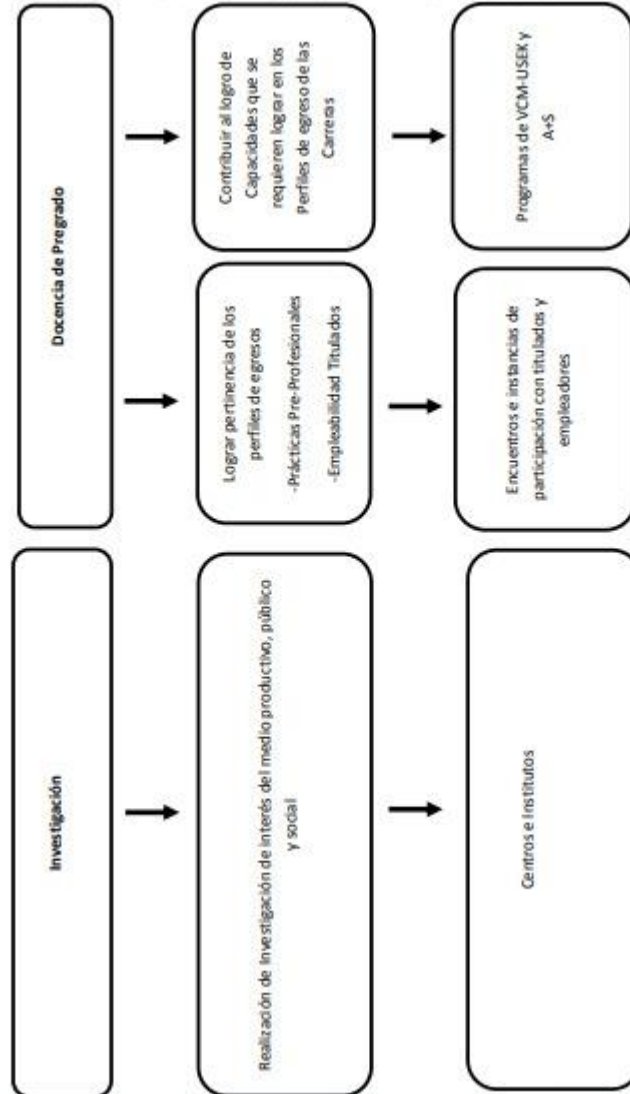 Investigación
Docencia de Pregrado
Realización de Investigación de interés del medio productivo, público
y social
Lograr pertinencia de los
perfiles de egresos
-Prácticas Pre-Profesionales
-Empleabilidad Titulados
Contribuir al logro de
Capacidades que se
requieren lograr en los
Perfiles de egreso de las
Carreras
Centros e Institutos
Encuentros e instancias de
participación con titulados y
empleadores
Programas de VCM-USEK y
A+S